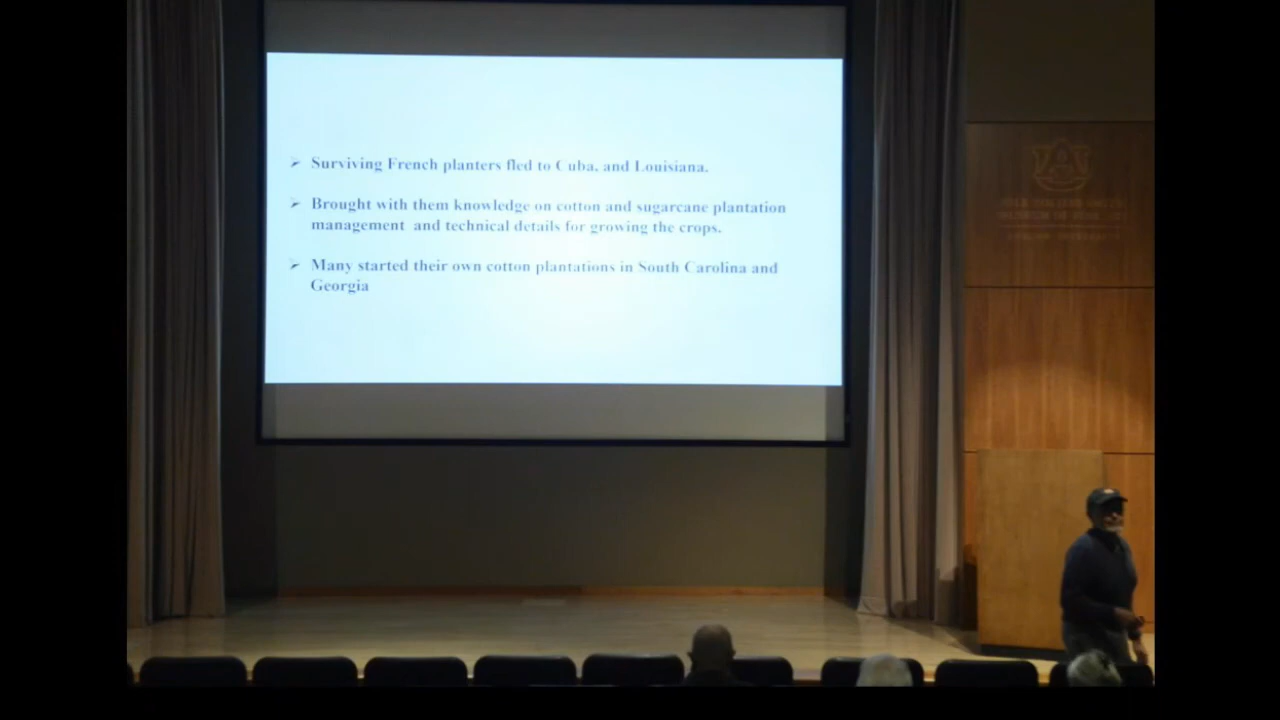 Surviving French planters fled to Cuba, and Louisiana.
Brought with them knowledge on cotton and sugarcane plantation
management and technical details for growing the crops.
Many started their own cotton plantations in South Carolina and
Georgia